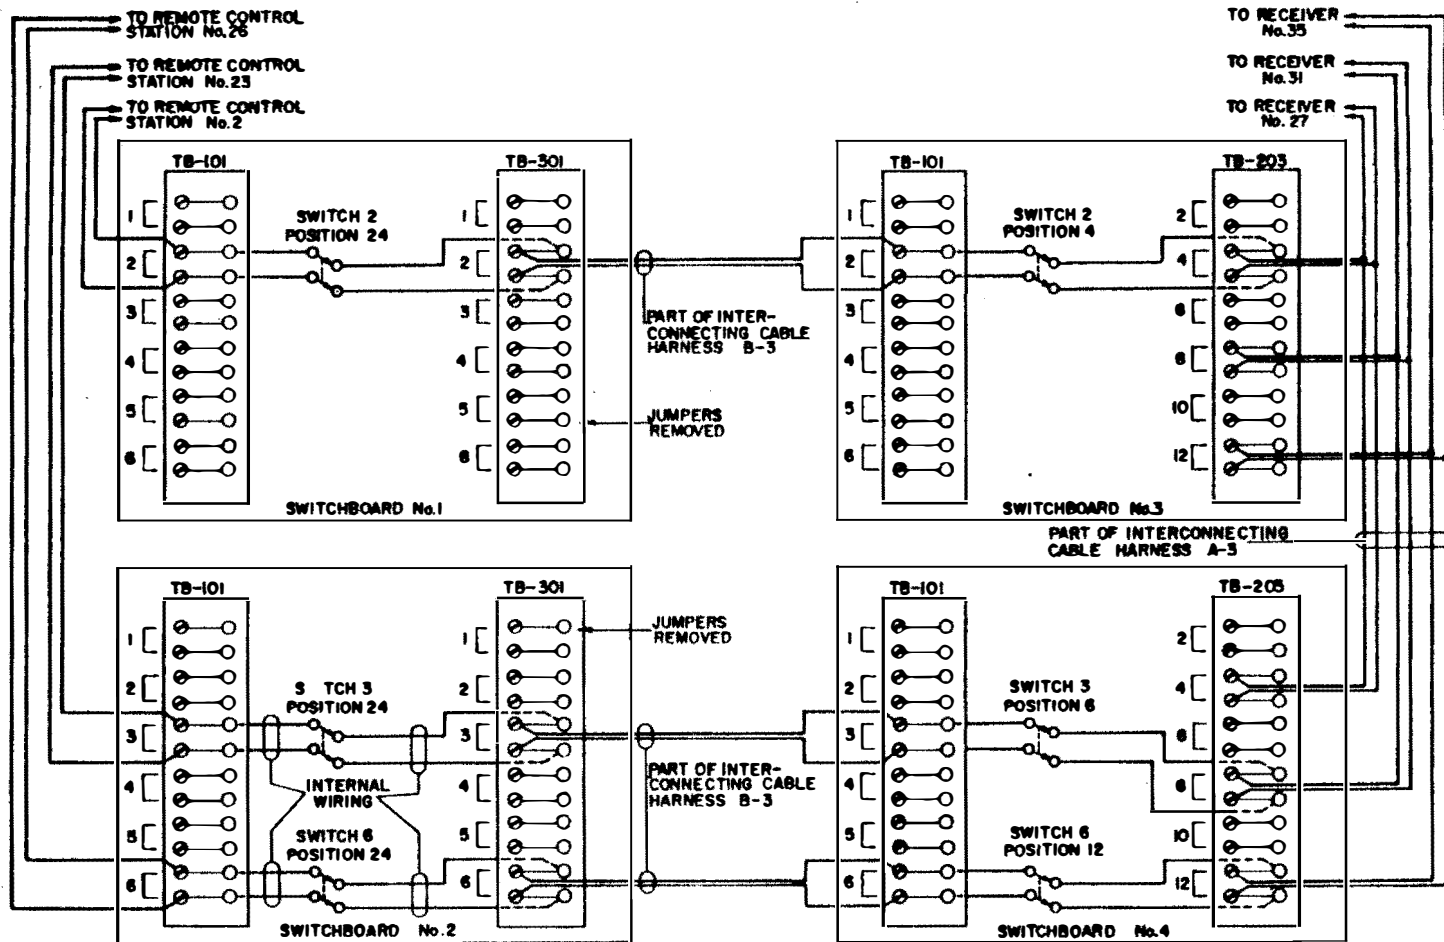 TO REMOTE CONTROL
STATION No.26
TO REMOTE CONTROL
STATION No.23
TO REMOTE CONTROL
STATION No.2
TO RECEIVER
No.35
TO RECEIVER
No.31
TO RECEIVER
No.27
TB-101
TB-301
1
2
3
4
5
6
SWITCH 2
POSITION 24
1
2
3
4
5
6
PART OF INTER-
CONNECTING CABLE
HARNESS B-3
JUMPERS
REMOVED
SWITCHBOARD No.1
TB-101
TB-203
1
2
3
4
5
6
SWITCH 2
POSITION 4
2
4
6
8
10
12
SWITCHBOARD No.3
PART OF INTERCONNECTING
CABLE HARNESS A-3
TB-101
TB-301
1
2
3
4
5
6
S TCH 3
POSITION 24
INTERNAL
WIRING
SWITCH 6
POSITION 24
1
2
3
4
5
6
JUMPERS
REMOVED
PART OF INTER-
CONNECTING CABLE
HARNESS B-3
SWITCHBOARD No.2
TB-101
TB-205
1
2
3
4
5
6
SWITCH 3
POSITION 6
SWITCH 6
POSITION 12
2
4
6
8
10
12
SWITCHBOARD No.4